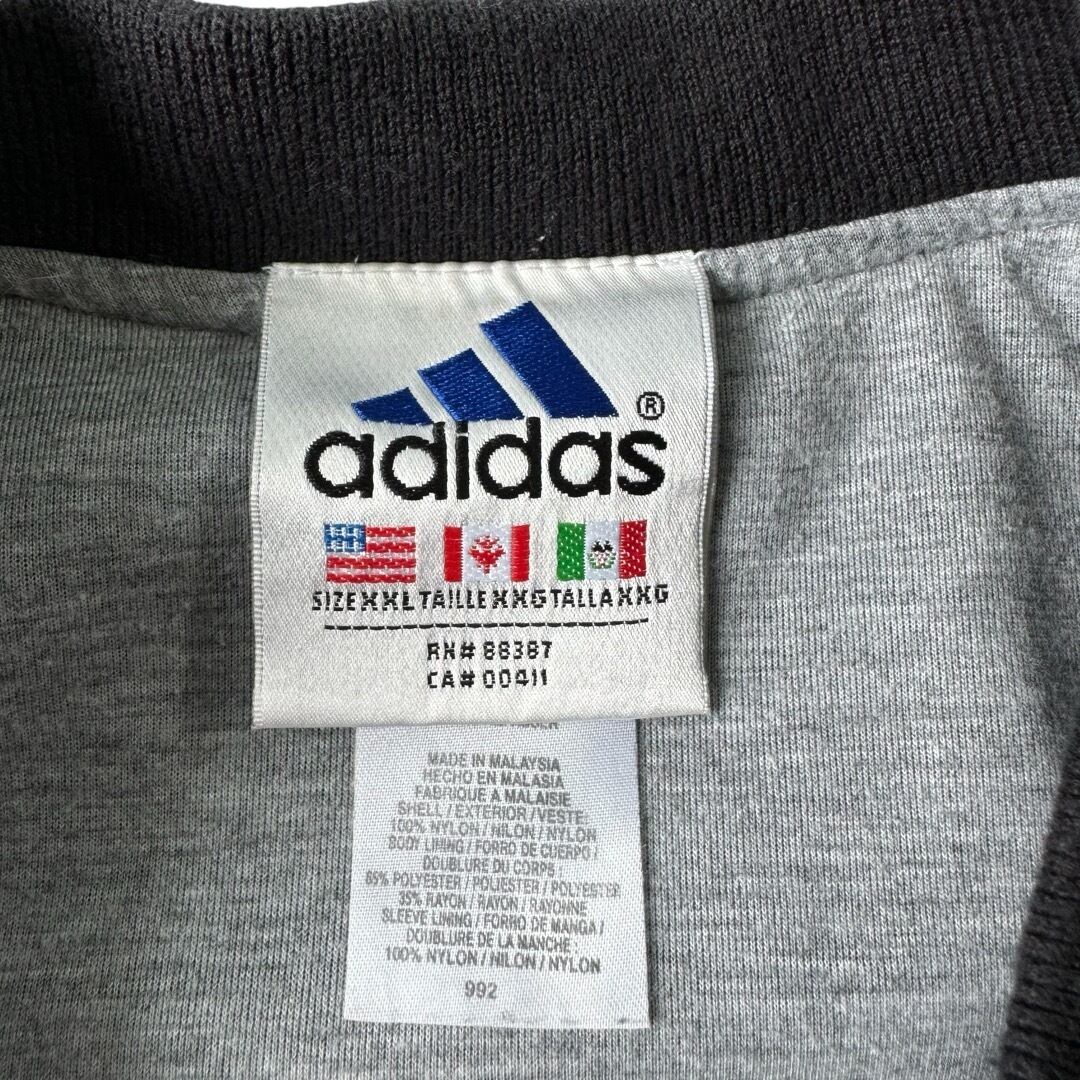 adidas®
SIZE XXL TAILLE XXG TALLA XXG
RN# 88387
CA# 00411
MADE IN MALAYSIA
HECHO EN MALASIA
FABRIQUE A MALAISIE
SHELL / EXTERIOR / VESTE:
100% NYLON / NILON / NYLON
BODY LINING / FORRO DE CUERPO /
DOUBLURE DU CORPS :
65% POLYESTER / POLIESTER / POLYESTER
35% RAYON / RAYON / RAYONNE
SLEEVE LINING / FORRO DE MANGA /
DOUBLURE DE LA MANCHE :
100% NYLON / NILON / NYLON
992